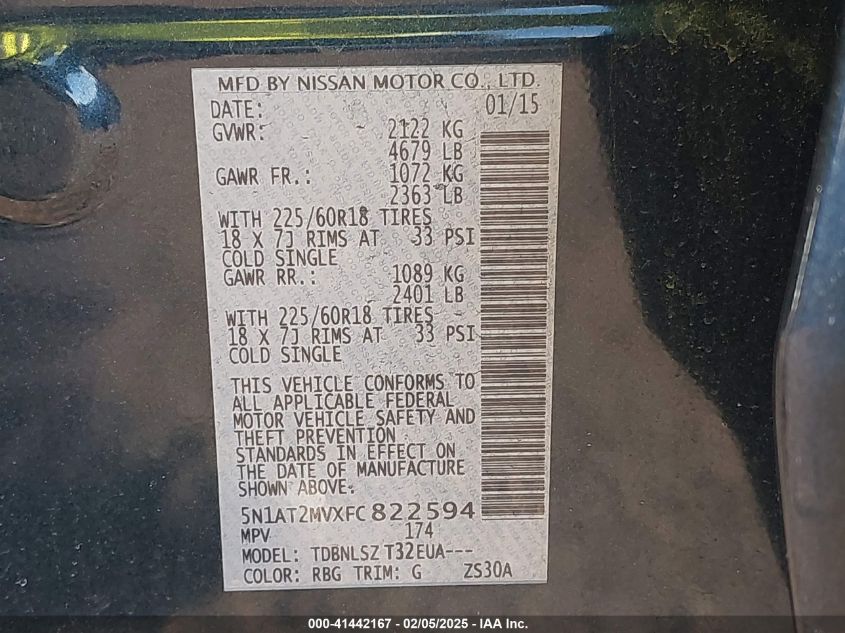 MFD BY NISSAN MOTOR CO., LTD.
DATE: 01/15
GVWR: - 2122 KG
4679 LB
GAWR FR.: 1072 KG
2363 LB
WITH 225/60R18 TIRES
18 X 7J RIMS AT 33 PSI
COLD SINGLE
GAWR RR.: 1089 KG
2401 LB
WITH 225/60R18 TIRES
18 X 7J RIMS AT 33 PSI
COLD SINGLE
THIS VEHICLE CONFORMS TO
ALL APPLICABLE FEDERAL
MOTOR VEHICLE SAFETY AND
THEFT PREVENTION
STANDARDS IN EFFECT ON
THE DATE OF MANUFACTURE
SHOWN ABOVE:
5N1AT2MVXFC822594
MPV 174
MODEL: TDBNLSZ T32EUA---
COLOR: RBG TRIM: G ZS30A
000-41442167 - 02/05/2025 - IAA Inc.